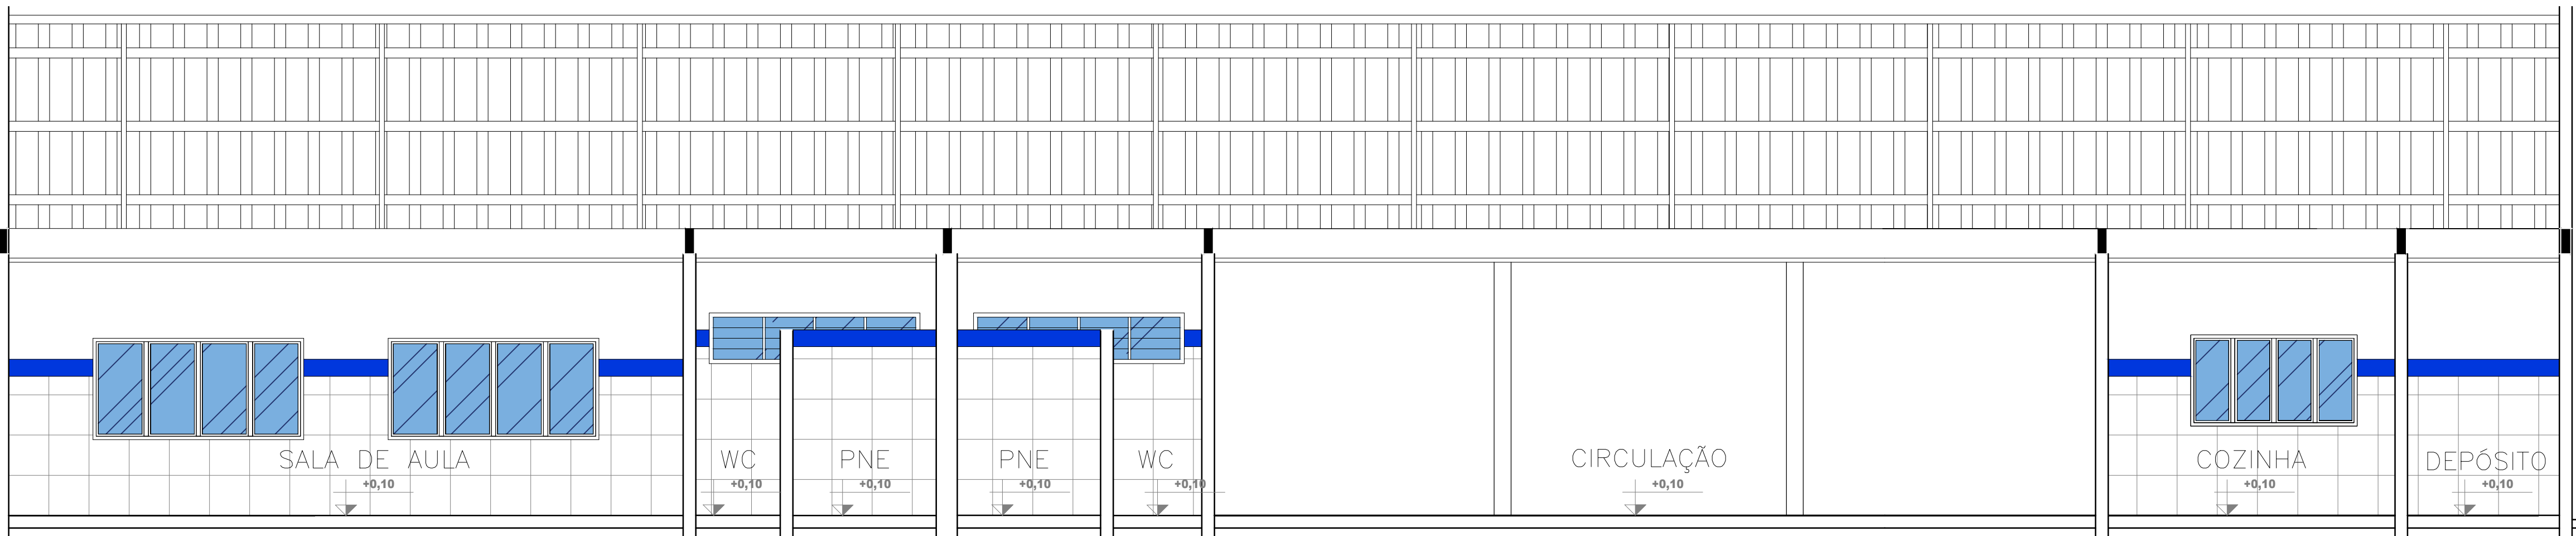 SALA DE AULA
+0,10
WC
+0,10
PNE
+0,10
PNE
+0,10
WC
+0,10
CIRCULAÇÃO
+0,10
COZINHA
+0,10
DEPÓSITO
+0,10